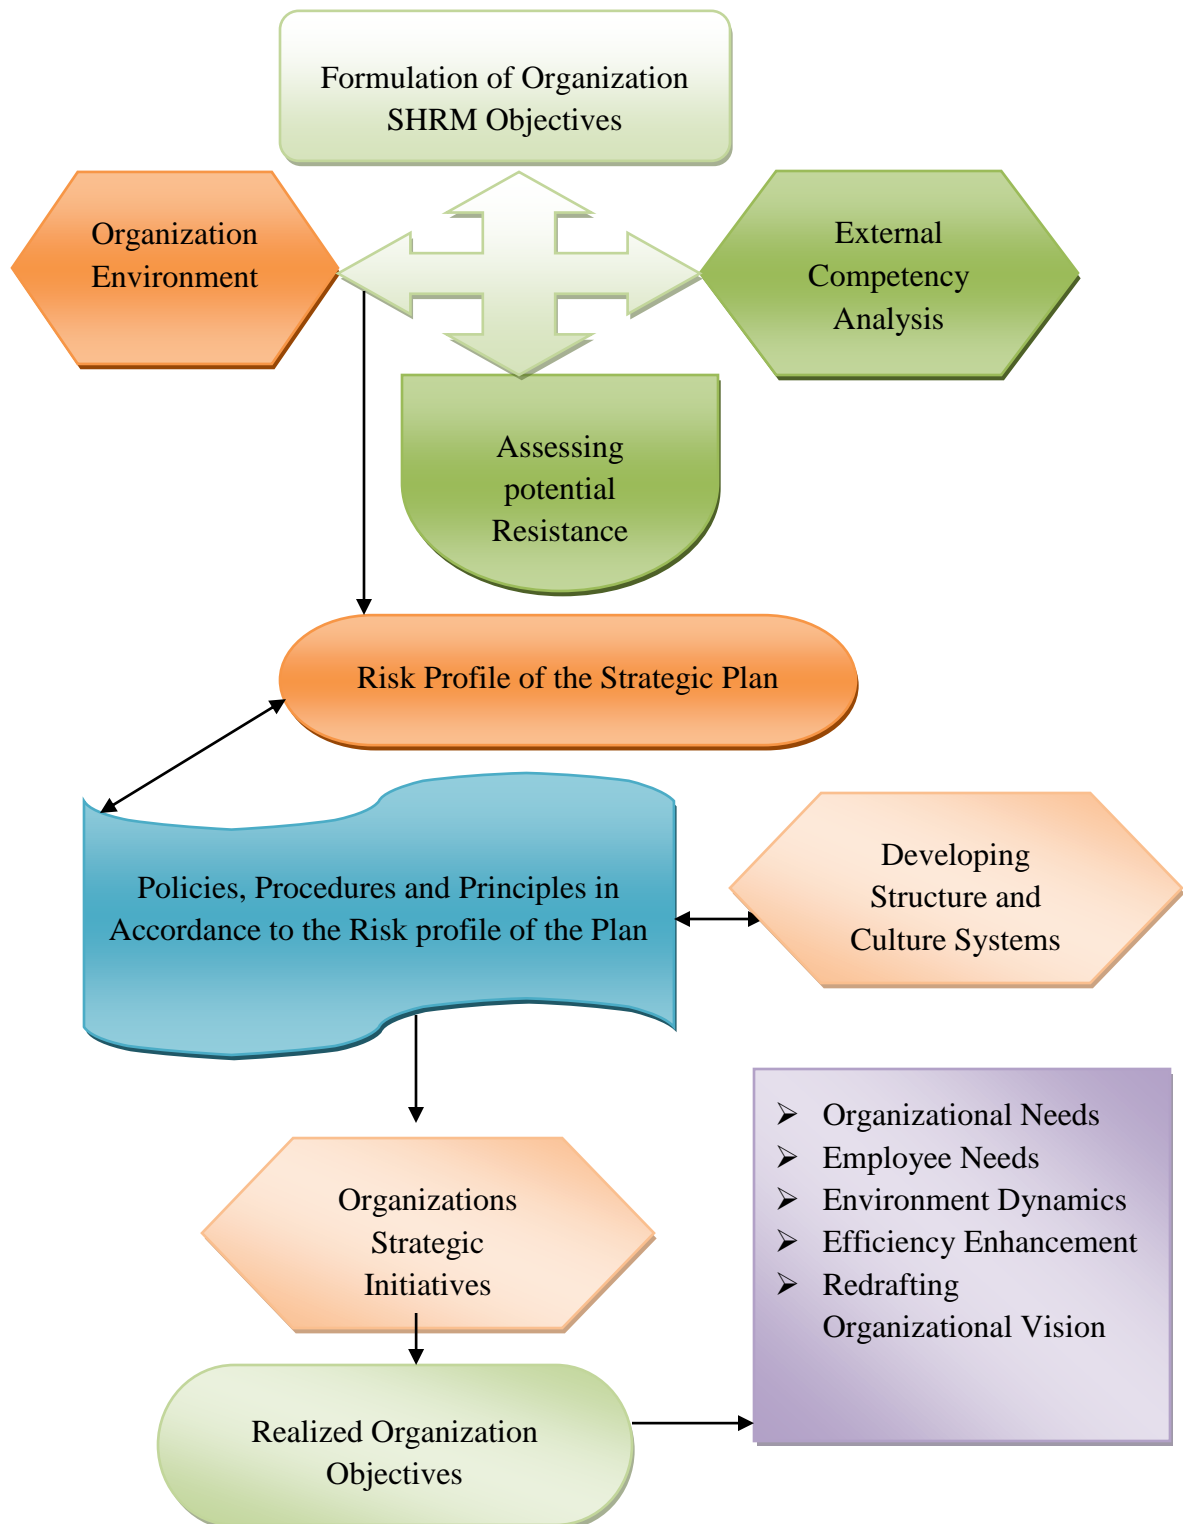 Formulation of Organization
SHRM Objectives
Organization
Environment
External
Competency
Analysis
Assessing
potential
Resistance
Risk Profile of the Strategic Plan
Policies, Procedures and Principles in
Accordance to the Risk profile of the Plan
Developing
Structure and
Culture Systems
Organizations
Strategic
Initiatives
➢ Organizational Needs
➢ Employee Needs
➢ Environment Dynamics
➢ Efficiency Enhancement
➢ Redrafting
Organizational Vision
Realized Organization
Objectives